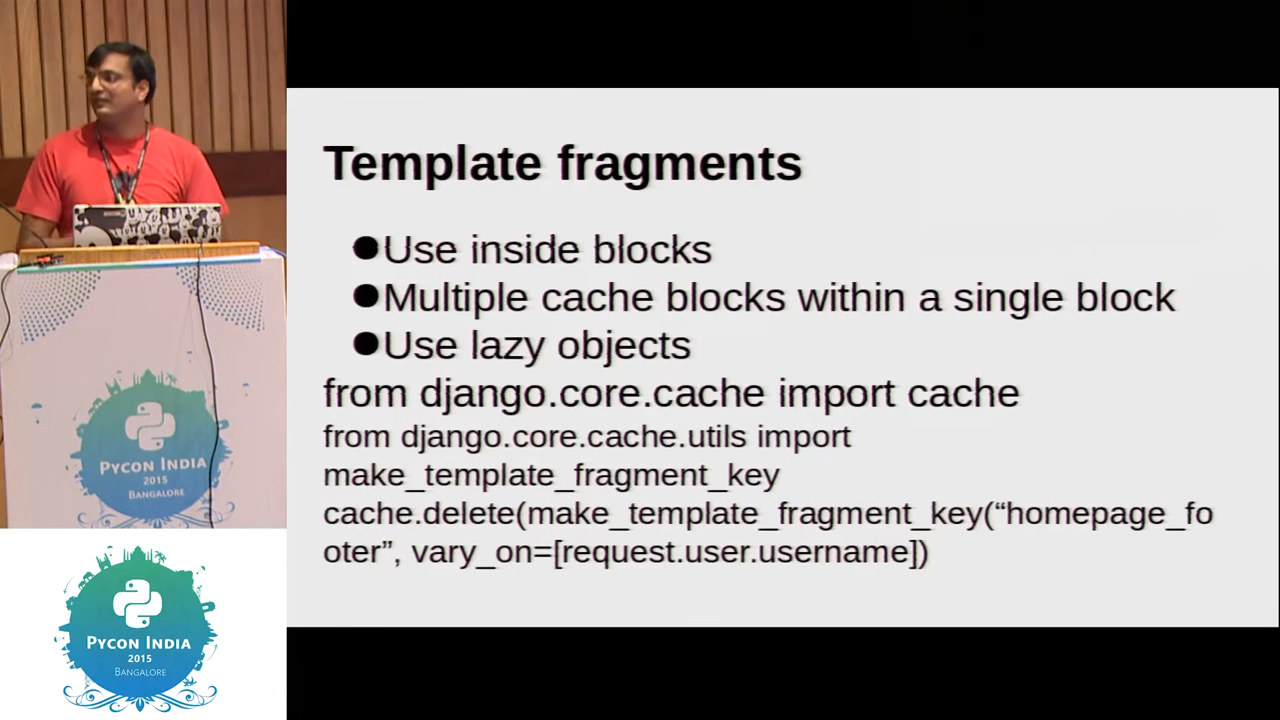 Template fragments
●Use inside blocks
●Multiple cache blocks within a single block
●Use lazy objects
from django.core.cache import cache
from django.core.cache.utils import
make_template_fragment_key
cache.delete(make_template_fragment_key(“homepage_fo
oter”, vary_on=[request.user.username])
PYCON INDIA
2015
BANGALORE
PYCON INDIA
2015
BANGALORE